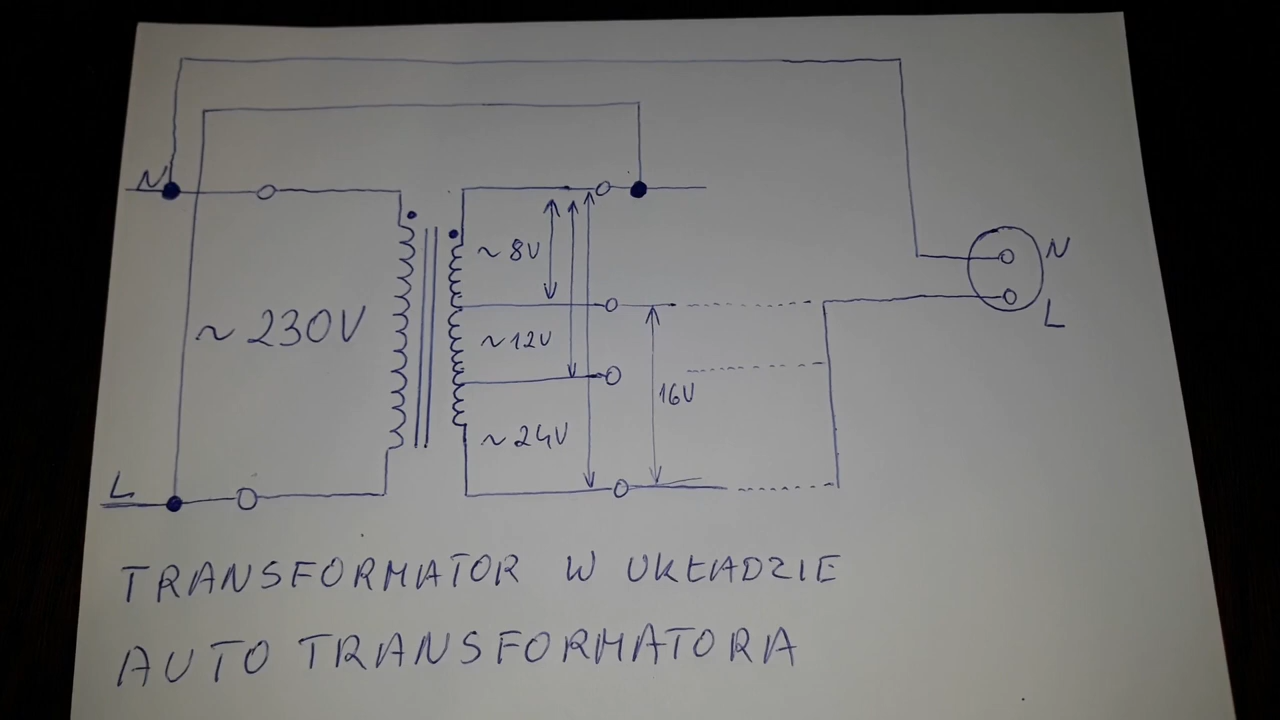 N
~ 8V
N
~ 230V
~ 12V
L
16V
~ 24V
L
TRANSFORMATOR W UKŁADZIE
AUTO TRANSFORMATORA